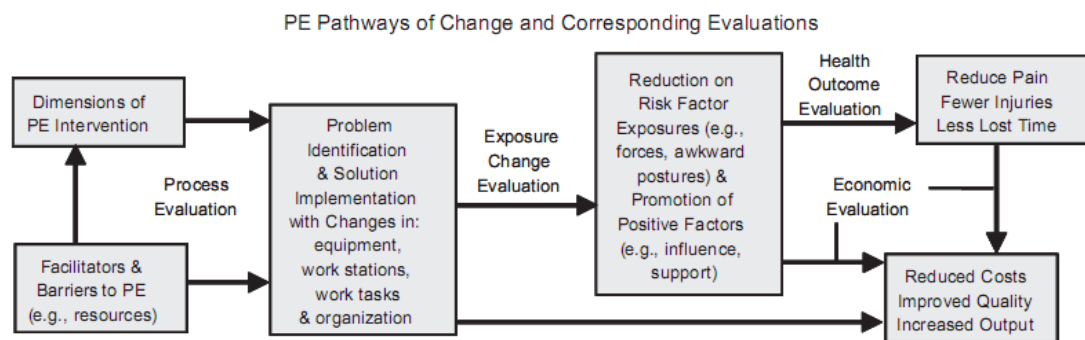 PE Pathways of Change and Corresponding Evaluations
Dimensions of
PE Intervention
Process
Evaluation
Facilitators &
Barriers to PE
(e.g., resources)
Problem
Identification
& Solution
Implementation
with Changes in:
equipment,
work stations,
work tasks
& organization
Exposure
Change
Evaluation
Reduction on
Risk Factor
Exposures (e.g.,
forces, awkward
postures) &
Promotion of
Positive Factors
(e.g., influence,
support)
Health
Outcome
Evaluation
Economic
Evaluation
Reduce Pain
Fewer Injuries
Less Lost Time
Reduced Costs
Improved Quality
Increased Output